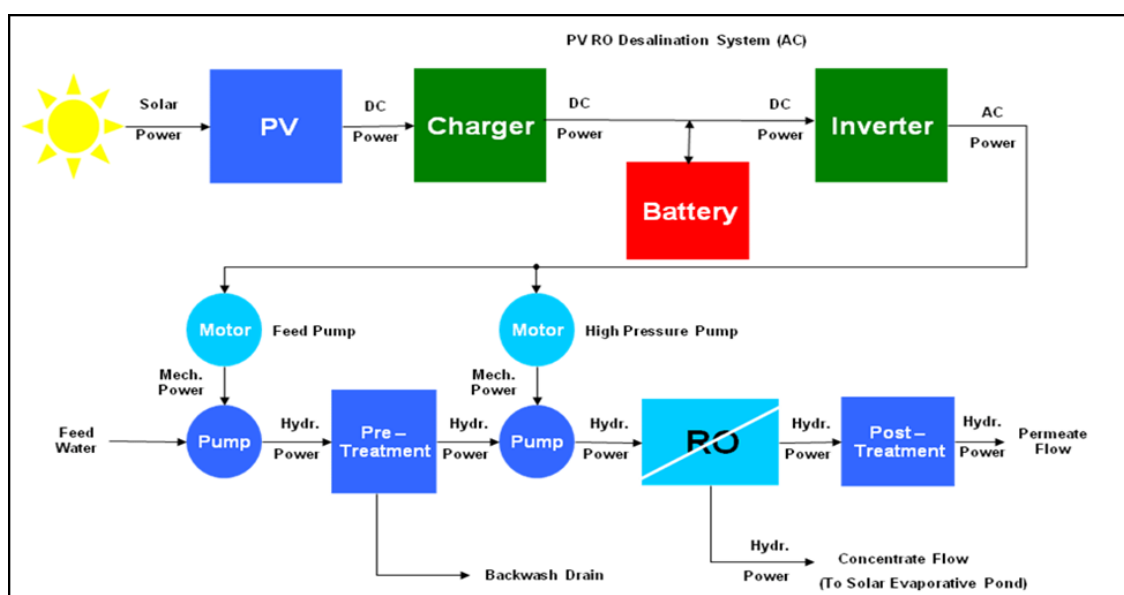 PV RO Desalination System (AC)
Solar
Power
PV
DC
Power
Charger
DC
Power
Battery
DC
Power
Inverter
AC
Power
Motor
Feed Pump
Motor
High Pressure Pump
Mech.
Power
Mech.
Power
Feed
Water
Pump
Hydr.
Power
Pre–
Treatment
Hydr.
Power
Pump
Hydr.
Power
RO
Hydr.
Power
Post–
Treatment
Hydr.
Power
Permeate
Flow
Backwash Drain
Hydr.
Power
Concentrate Flow
(To Solar Evaporative Pond)